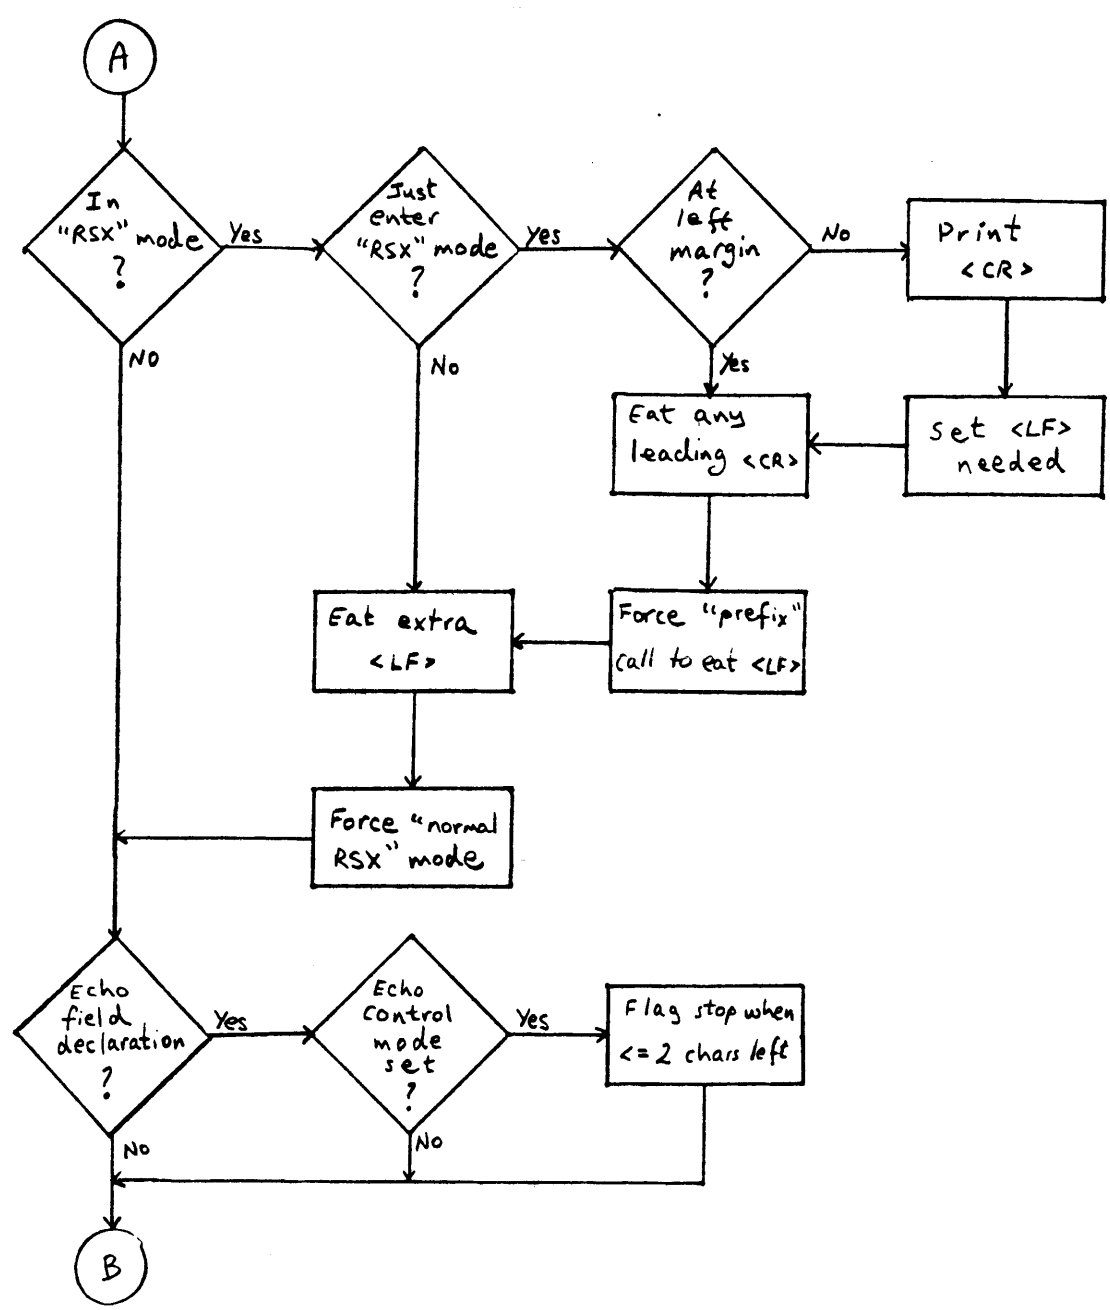 A
In
"RSX" mode
?
Yes
No
Just
enter
"RSX" mode
?
Yes
No
At
left
margin
?
No
Yes
Print
<CR>
Set <LF>
needed
Eat any
leading <CR>
Force "prefix"
call to eat <LF>
Eat extra
<LF>
Force "normal
RSX" mode
Echo
field
declaration
?
Yes
No
Echo
control
mode
set
?
Yes
No
Flag stop when
<=2 chars left
B